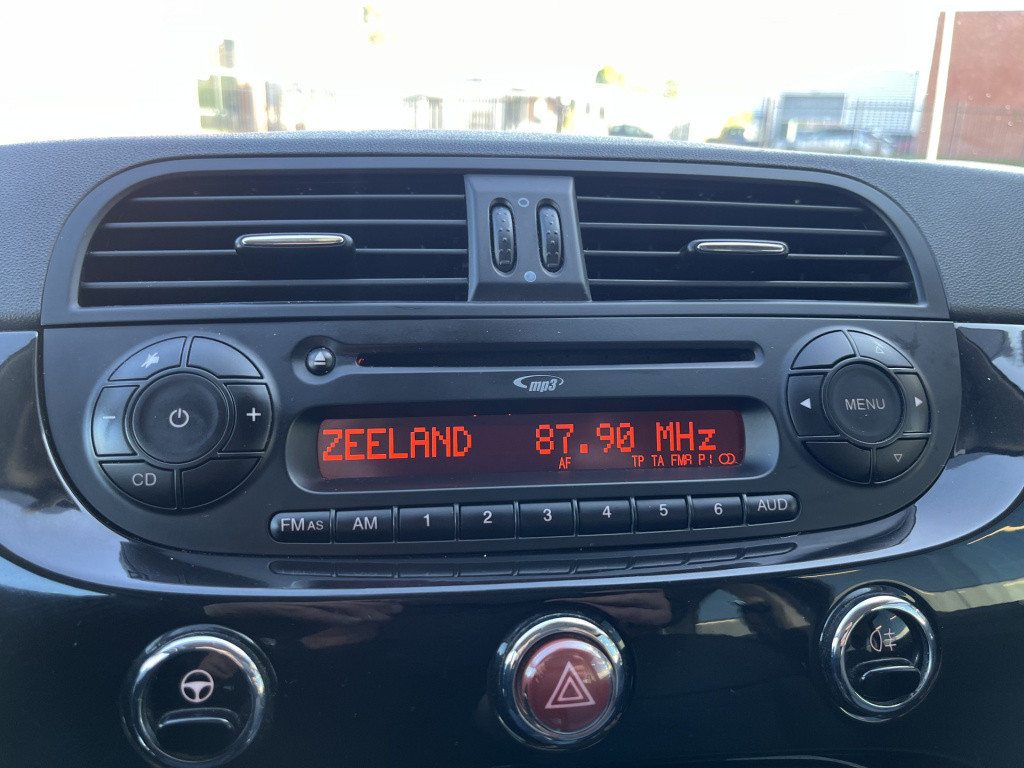 mp3
ZEELAND 87.90 MHz
AF TP TA FMA P1
+ MENU
CD
FM AS AM 1 2 3 4 5 6 AUD